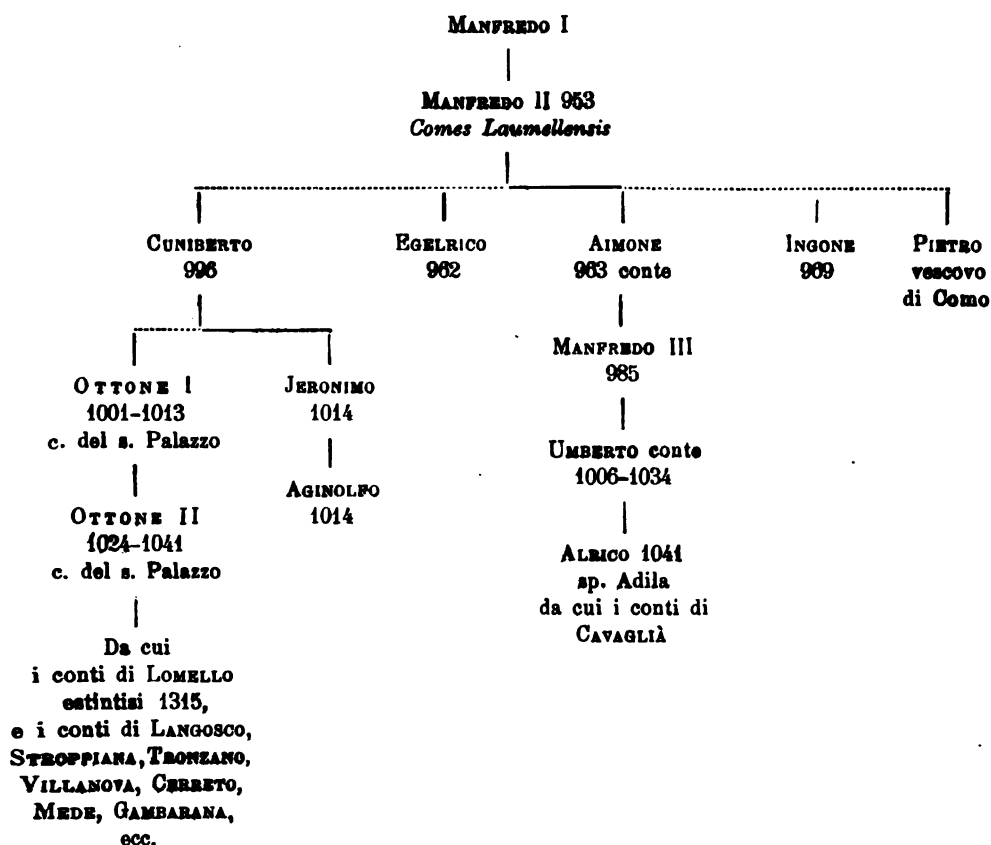 MANFREDO I
MANFREDO II 953
Comes Laumellensis
CUNIBERTO
996
EGELRICO
962
AIMONE
963 conte
INGONE
969
PIETRO
vescovo
di Como
OTTONE I
1001-1013
c. del s. Palazzo
JERONIMO
1014
MANFREDO III
985
OTTONE II
1024-1041
c. del s. Palazzo
AGINOLFO
1014
UMBERTO conte
1006-1034
ALRICO 1041
sp. Adila
da cui i conti di
CAVAGLIÀ
Da cui
i conti di LOMELLO
estintisi 1315,
e i conti di LANGOSCO,
STROPPIANA, TRONZANO,
VILLANOVA, CERRETO,
MEDE, GAMBARANA,
ecc.